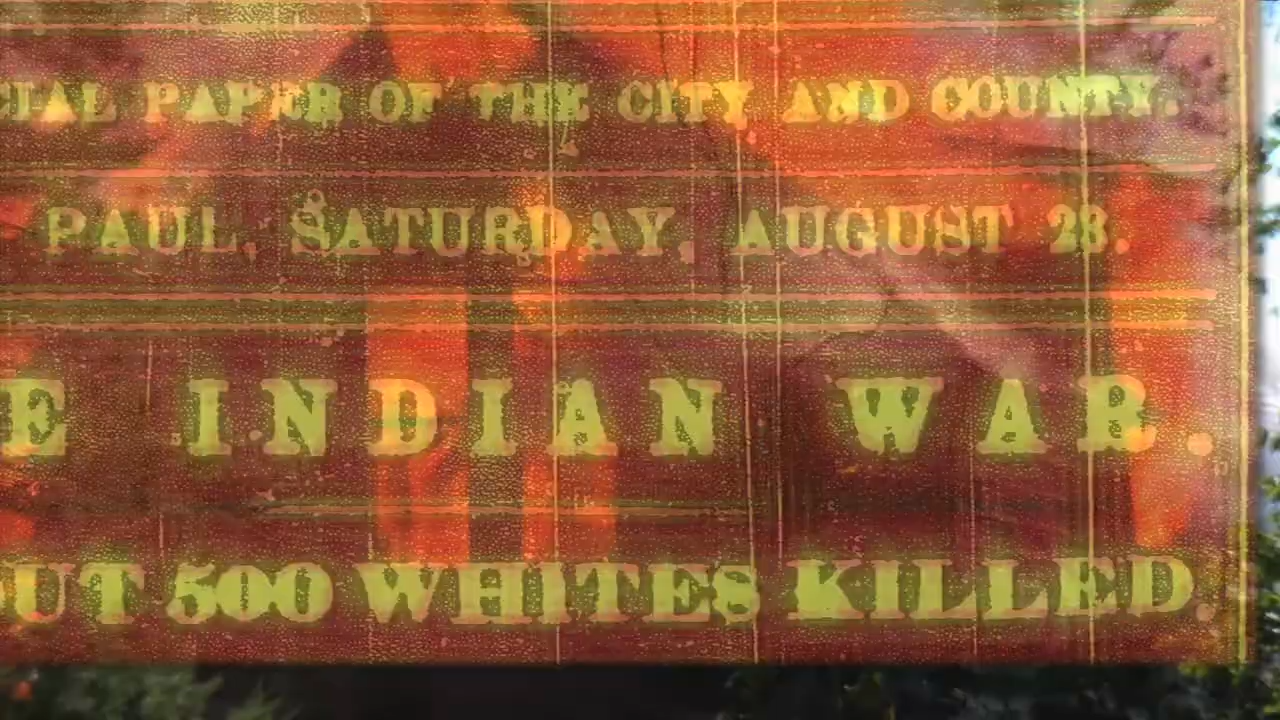 CIAL PAPER OF THE CITY AND COUNTY.
PAUL, SATURDAY, AUGUST 23.
E INDIAN WAR.
UT 500 WHITES KILLED.